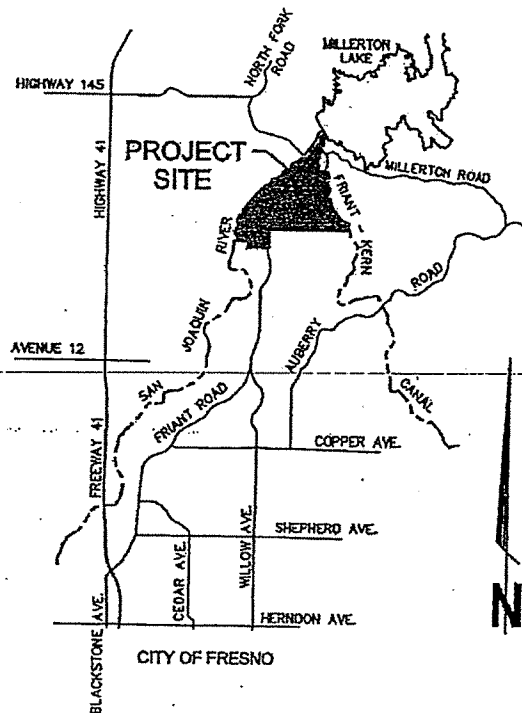 NORTH FORK
ROAD
MILLERTON
LAKE
HIGHWAY 145
HIGHWAY 41
PROJECT
SITE
MILLERTON ROAD
RIVER
FRIANT - KERN
ROAD
JOAQUIN
AUBERRY
AVENUE 12
SAN
FRIANT ROAD
CANAL
COPPER AVE.
FREEWAY 41
SHEPHERD AVE.
CEDAR AVE.
WILLOW AVE.
N
HERNDON AVE.
BLACKSTONE AVE.
CITY OF FRESNO